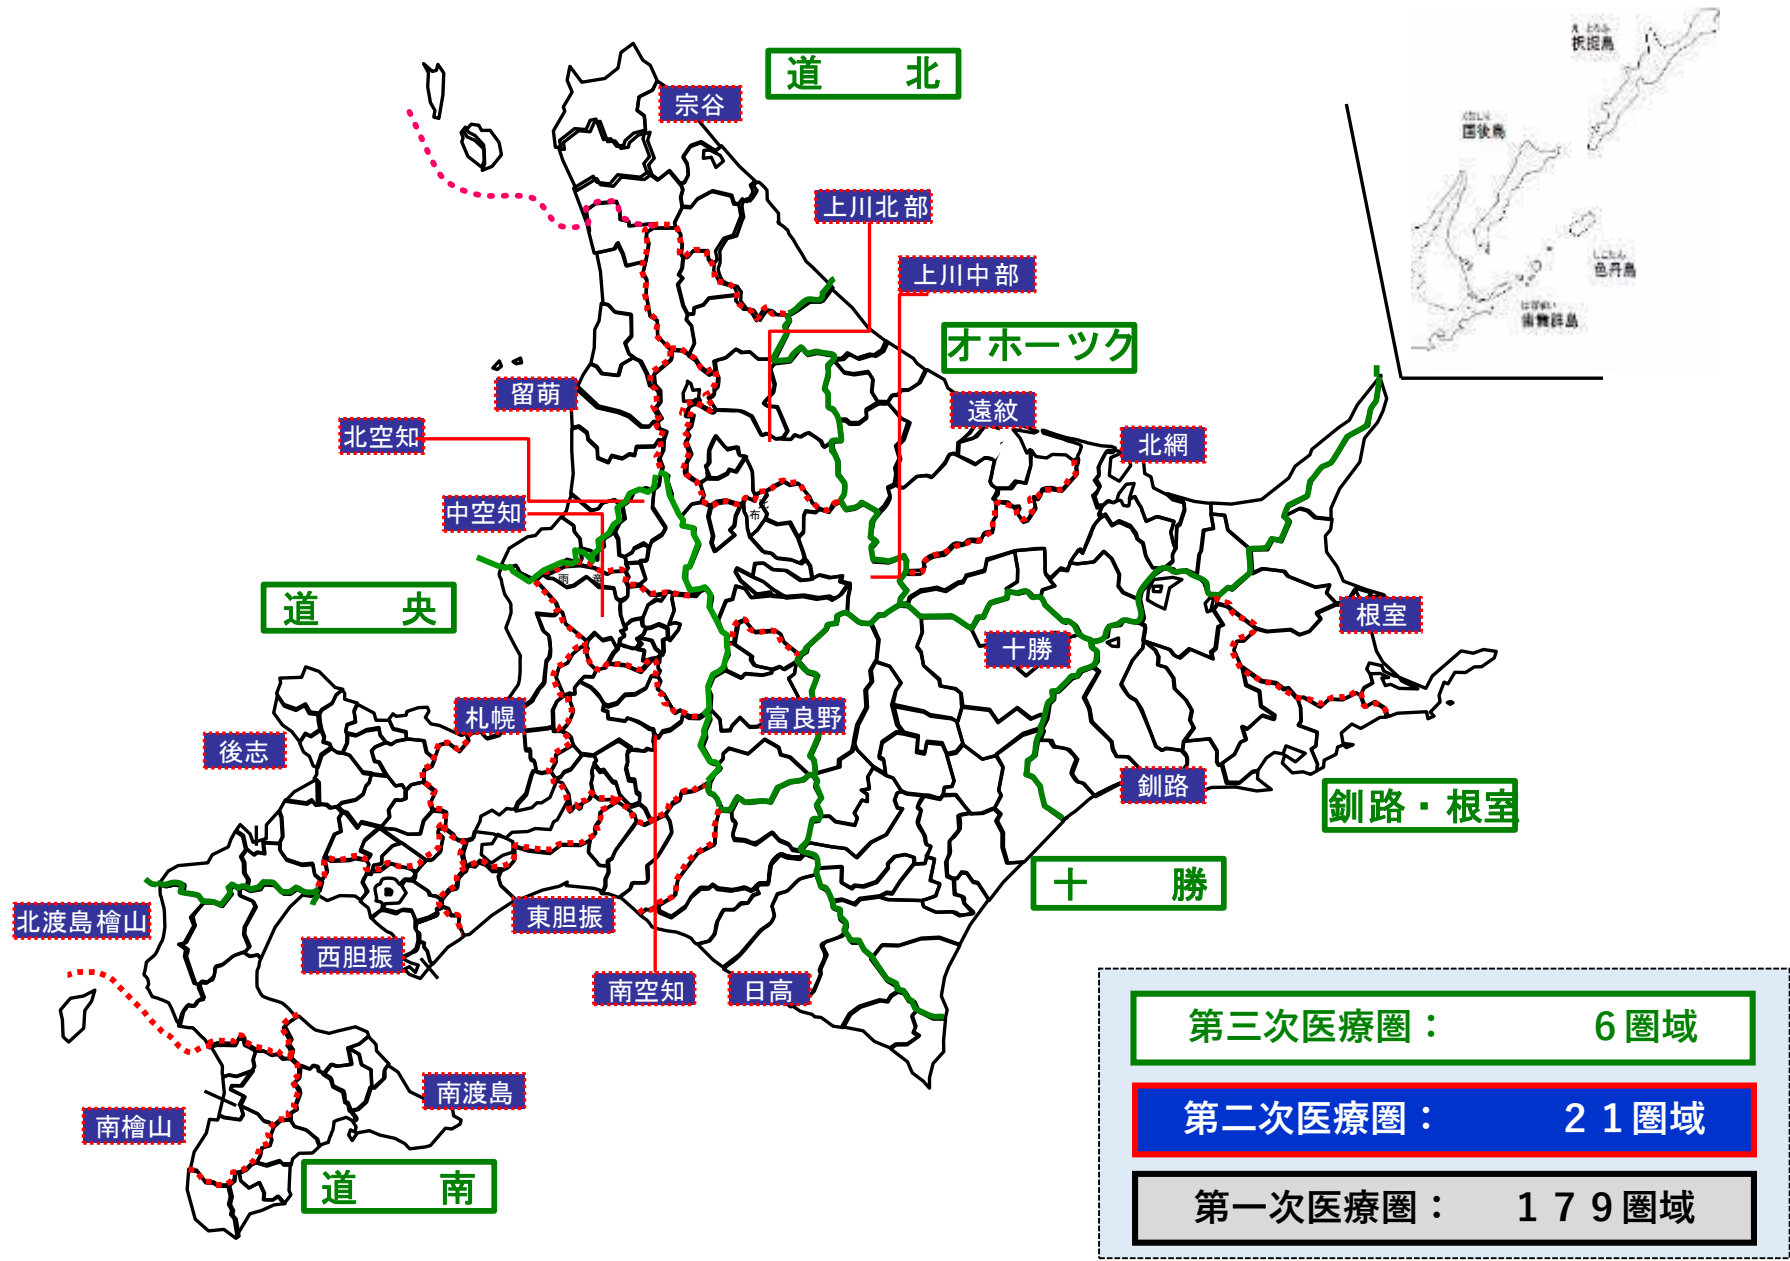 道　北
宗谷
択捉島
国後島
色丹島
歯舞群島
上川北部
上川中部
オホーツク
留萌
遠紋
北空知
北網
中空知
布
雨　竜
道　央
根室
十勝
札幌
富良野
後志
釧路
釧路・根室
十　勝
北渡島檜山
東胆振
西胆振
南空知
日高
南渡島
南檜山
道　南
第三次医療圏：　６圏域
第二次医療圏：　２１圏域
第一次医療圏：　１７９圏域